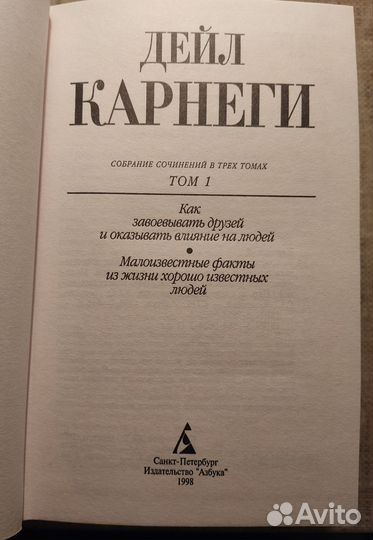 ДЕЙЛ
КАРНЕГИ
СОБРАНИЕ СОЧИНЕНИЙ В ТРЕХ ТОМАХ
ТОМ 1
Как
завоевывать друзей
и оказывать влияние на людей
•
Малоизвестные факты
из жизни хорошо известных
людей
Санкт-Петербург
Издательство "Азбука"
1998
Avito